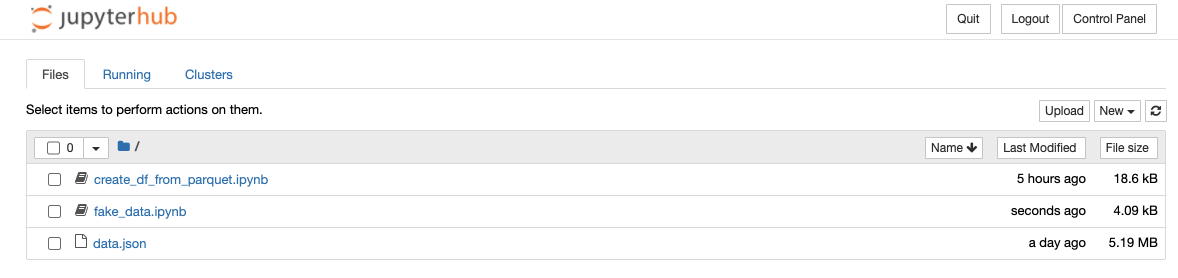 jupyterhub Quit Logout Control Panel
Files Running Clusters
Select items to perform actions on them. Upload New
0 / Name Last Modified File size
create_df_from_parquet.ipynb 5 hours ago 18.6 kB
fake_data.ipynb seconds ago 4.09 kB
data.json a day ago 5.19 MB